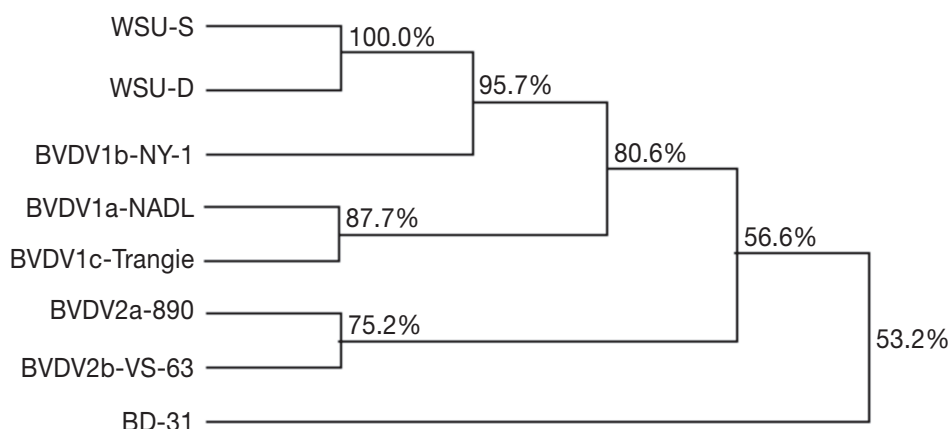 WSU-S
100.0%
WSU-D
95.7%
BVDV1b-NY-1
80.6%
BVDV1a-NADL
87.7%
56.6%
BVDV1c-Trangie
BVDV2a-890
75.2%
53.2%
BVDV2b-VS-63
BD-31